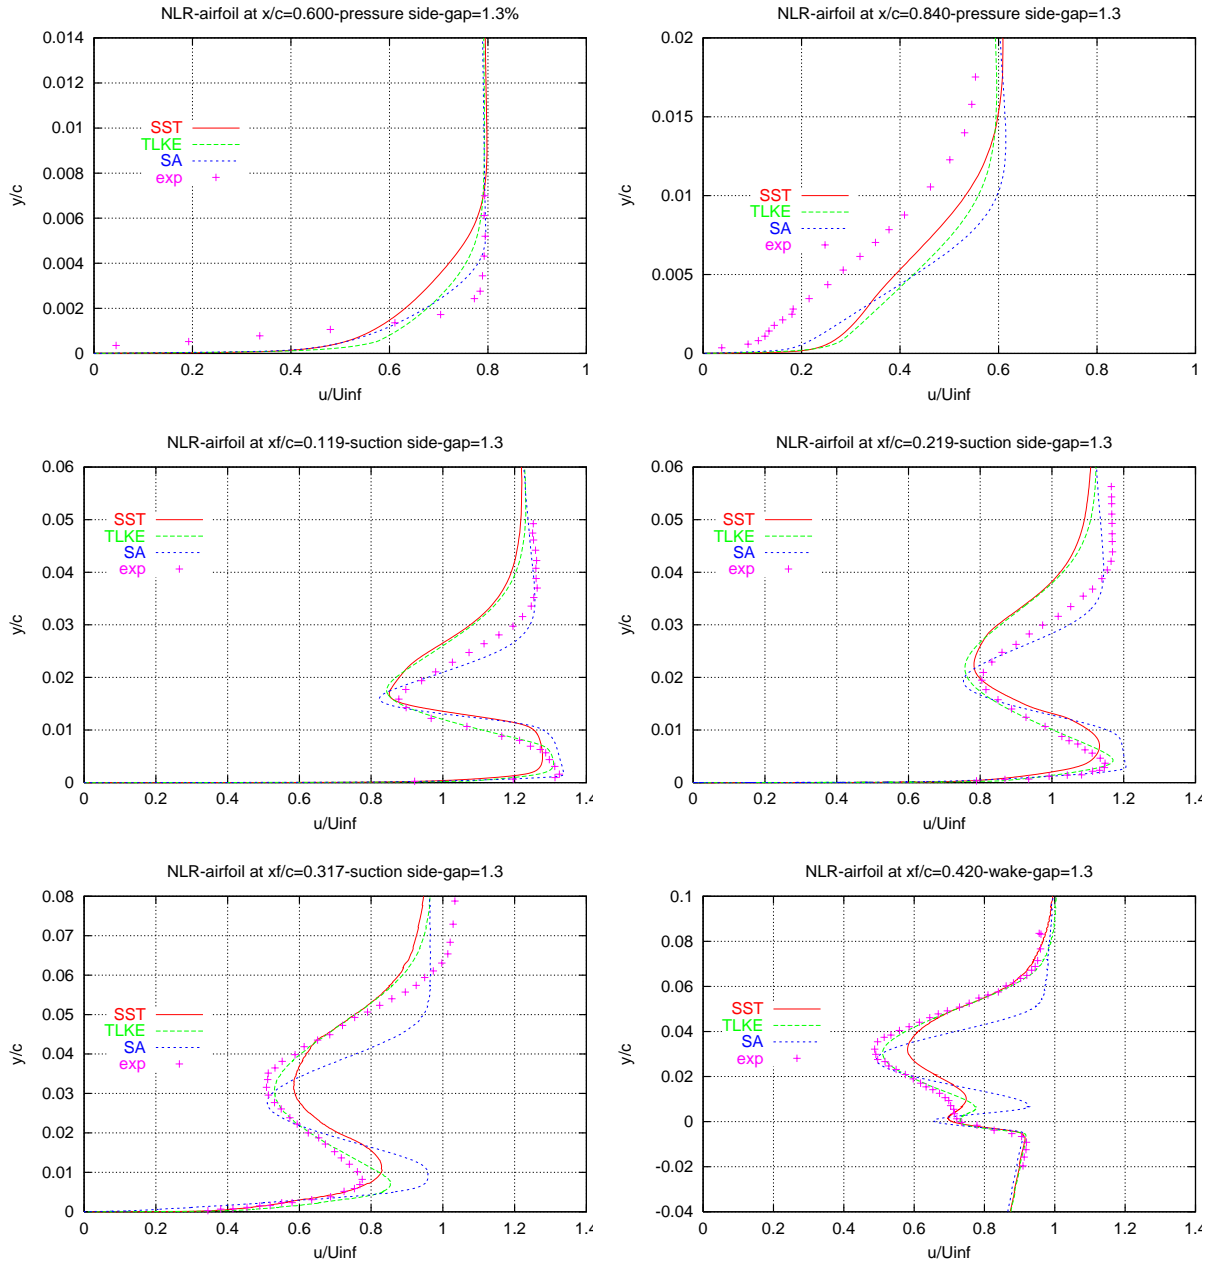 NLR-airfoil at x/c=0.600-pressure side-gap=1.3%
0.014
0.012
0.01
0.008
0.006
0.004
0.002
0
y/c
SST
TLKE
SA
exp
0 0.2 0.4 0.6 0.8 1
u/Uinf
NLR-airfoil at x/c=0.840-pressure side-gap=1.3
0.02
0.015
0.01
0.005
0
y/c
SST
TLKE
SA
exp
0 0.2 0.4 0.6 0.8 1
u/Uinf
NLR-airfoil at xf/c=0.119-suction side-gap=1.3
0.06
0.05
0.04
0.03
0.02
0.01
0
y/c
SST
TLKE
SA
exp
0 0.2 0.4 0.6 0.8 1 1.2 1.4
u/Uinf
NLR-airfoil at xf/c=0.219-suction side-gap=1.3
0.06
0.05
0.04
0.03
0.02
0.01
0
y/c
SST
TLKE
SA
exp
0 0.2 0.4 0.6 0.8 1 1.2 1.4
u/Uinf
NLR-airfoil at xf/c=0.317-suction side-gap=1.3
0.08
0.07
0.06
0.05
0.04
0.03
0.02
0.01
0
y/c
SST
TLKE
SA
exp
0 0.2 0.4 0.6 0.8 1 1.2 1.4
u/Uinf
NLR-airfoil at xf/c=0.420-wake-gap=1.3
0.1
0.08
0.06
0.04
0.02
0
-0.02
-0.04
y/c
SST
TLKE
SA
exp
0 0.2 0.4 0.6 0.8 1 1.2 1.4
u/Uinf